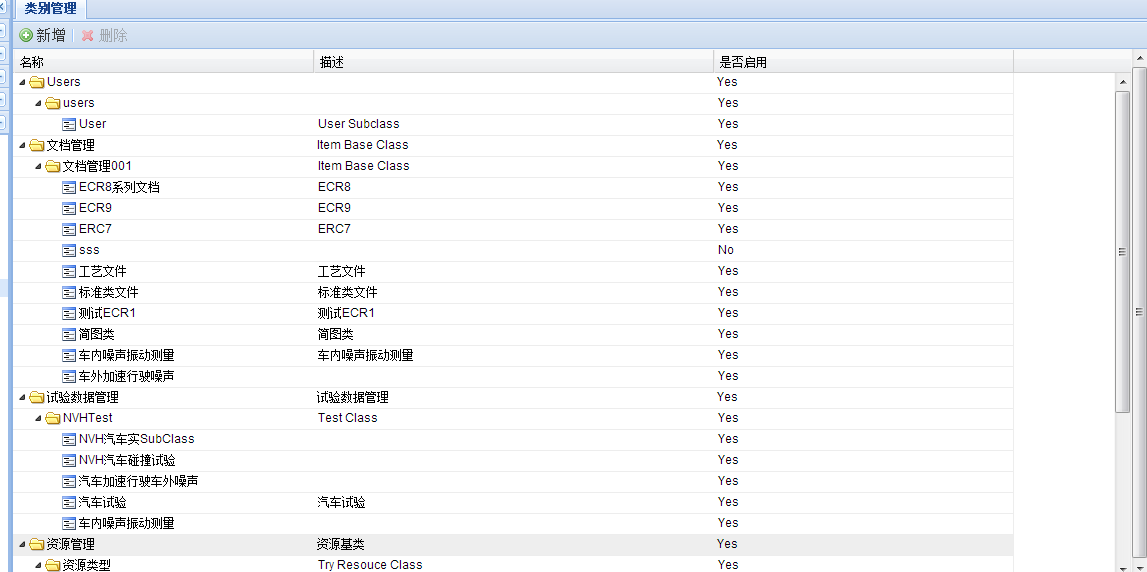 类别管理
新增 删除
名称 描述 是否启用
Users Yes
users Yes
User User Subclass Yes
文档管理 Item Base Class Yes
文档管理001 Item Base Class Yes
ECR8系列文档 ECR8 Yes
ECR9 ECR9 Yes
ERC7 ERC7 Yes
sss No
工艺文件 工艺文件 Yes
标准类文件 标准类文件 Yes
测试ECR1 测试ECR1 Yes
简图类 简图类 Yes
车内噪声振动测量 车内噪声振动测量 Yes
车外加速行驶噪声 Yes
试验数据管理 试验数据管理 Yes
NVHTest Test Class Yes
NVH汽车实SubClass Yes
NVH汽车碰撞试验 Yes
汽车加速行驶车外噪声 Yes
汽车试验 汽车试验 Yes
车内噪声振动测量 Yes
资源管理 资源基类 Yes
资源类型 Try Resouce Class Yes